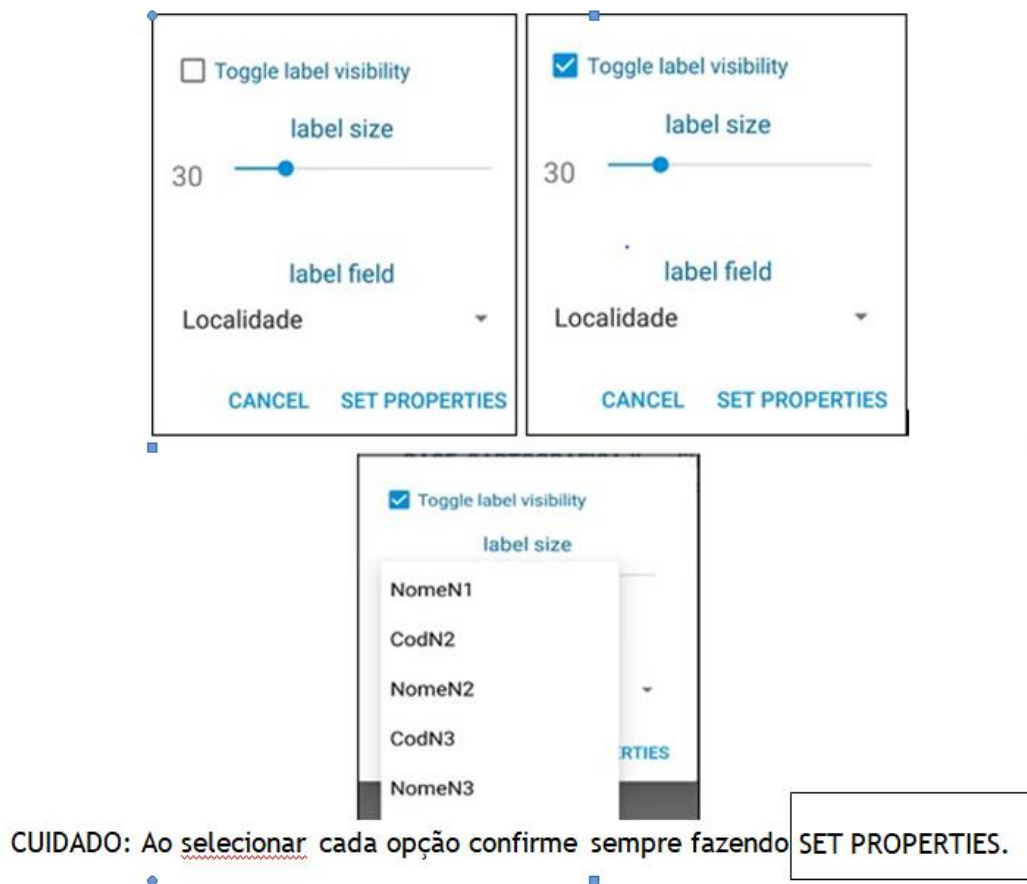 Toggle label visibility
label size
30
label field
Localidade
CANCEL SET PROPERTIES
Toggle label visibility
label size
30
label field
Localidade
CANCEL SET PROPERTIES
Toggle label visibility
label size
NomeN1
CodN2
NomeN2
CodN3
RTIES
NomeN3
CUIDADO: Ao selecionar cada opção confirme sempre fazendo SET PROPERTIES.